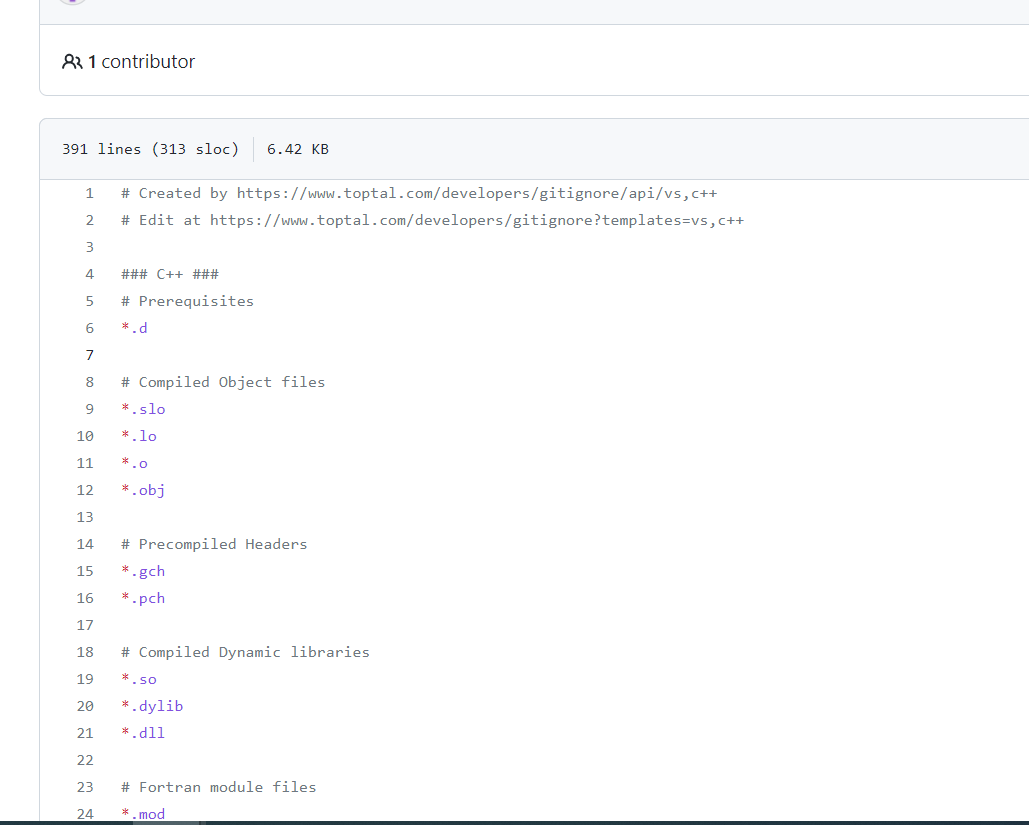 1 contributor
391 lines (313 sloc) 6.42 KB
1 # Created by https://www.toptal.com/developers/gitignore/api/vs,c++
2 # Edit at https://www.toptal.com/developers/gitignore?templates=vs,c++
3
4 ### C++ ###
5 # Prerequisites
6 *.d
7
8 # Compiled Object files
9 *.slo
10 *.lo
11 *.o
12 *.obj
13
14 # Precompiled Headers
15 *.gch
16 *.pch
17
18 # Compiled Dynamic libraries
19 *.so
20 *.dylib
21 *.dll
22
23 # Fortran module files
24 *.mod